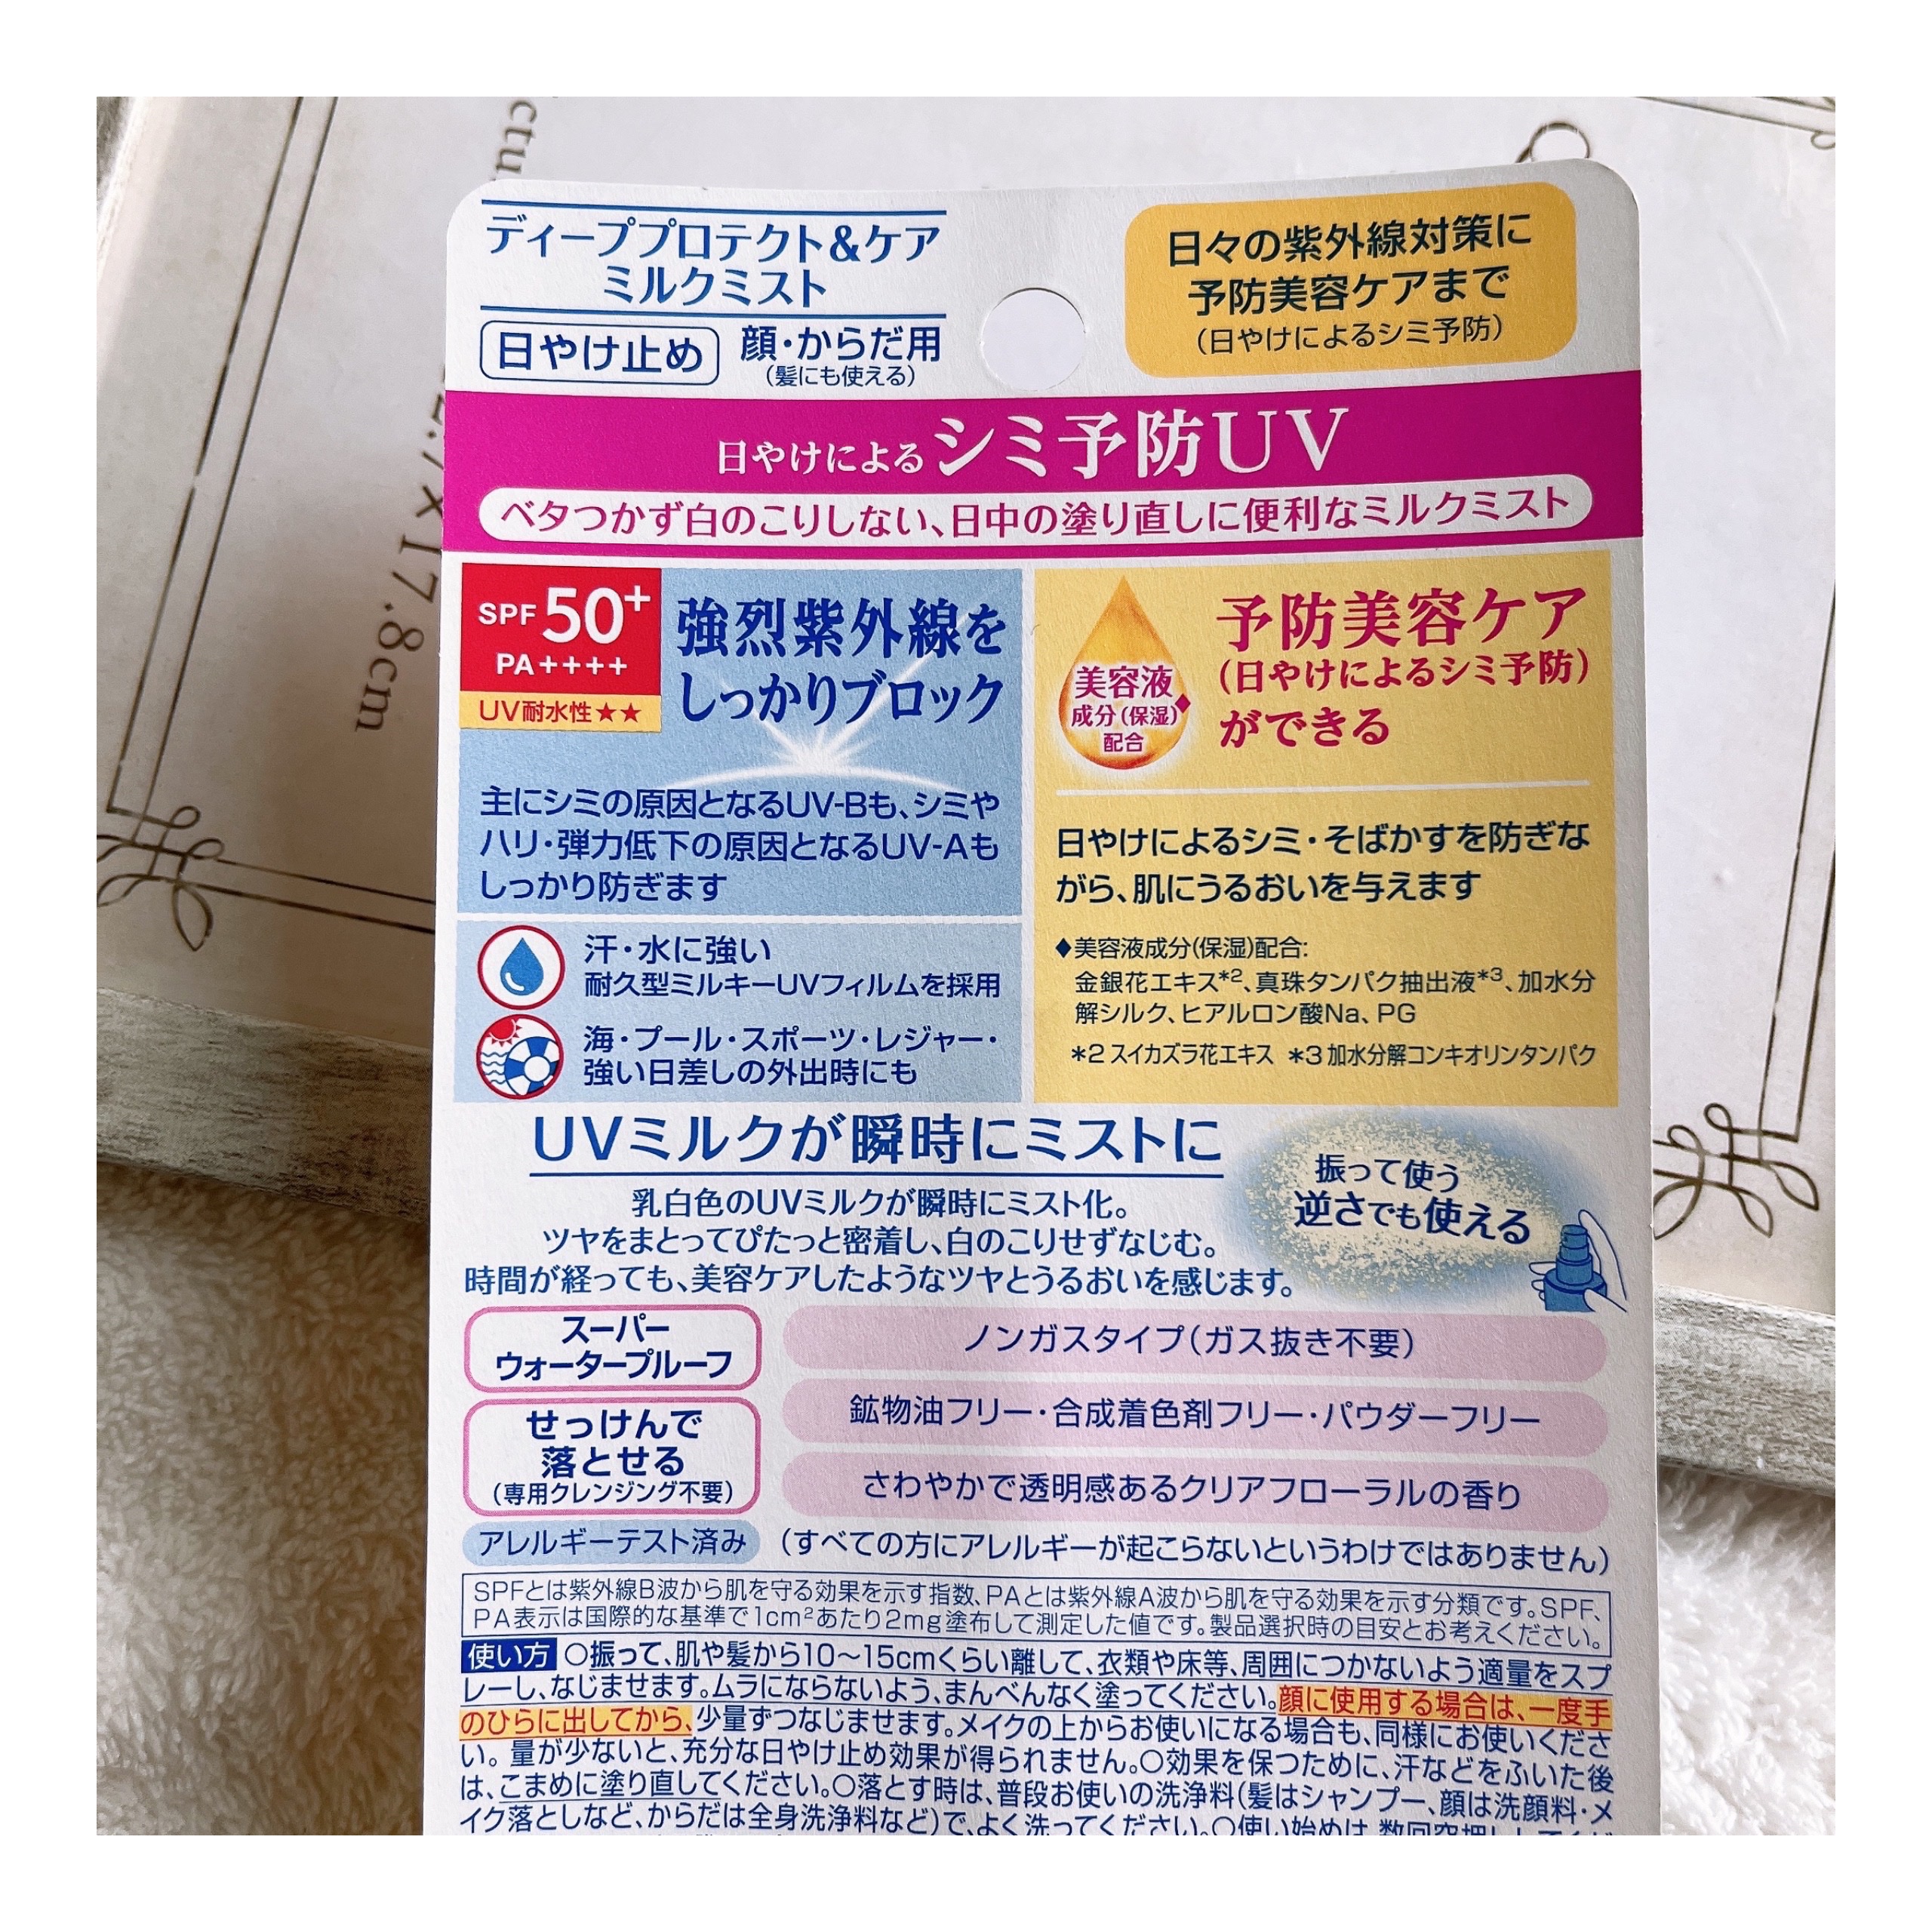 ctu
17.8cm
ディーププロテクト&ケア
ミルクミスト
日やけ止め
顔・からだ用
(髪にも使える)
日々の紫外線対策に
予防美容ケアまで
(日やけによるシミ予防)
日やけによるシミ予防UV
ベタつかず白のこりしない、日中の塗り直しに便利なミルクミスト
SPF50+
PA++++
UV耐水性★★
強烈紫外線を
しっかりブロック
主にシミの原因となるUV-Bも、シミや
ハリ・弾力低下の原因となるUV-Aも
しっかり防ぎます
汗・水に強い
耐久型ミルキーUVフィルムを採用
海・プール・スポーツ・レジャー・
強い日差しの外出時にも
美容液
成分(保湿)◆
配合
予防美容ケア
(日やけによるシミ予防)
ができる
日やけによるシミ・そばかすを防ぎな
がら、肌にうるおいを与えます
◆美容液成分(保湿)配合:
金銀花エキス*2、真珠タンパク抽出液*3、加水分
解シルク、ヒアルロン酸Na、PG
*2 スイカズラ花エキス *3 加水分解コンキオリンタンパク
UVミルクが瞬時にミストに
乳白色のUVミルクが瞬時にミスト化。
ツヤをまとってぴたっと密着し、白のこりせずなじむ。
時間が経っても、美容ケアしたようなツヤとうるおいを感じます。
振って使う
逆さでも使える
スーパー
ウォータープルーフ
せっけんで
落とせる
(専用クレンジング不要)
ノンガスタイプ(ガス抜き不要)
鉱物油フリー・合成着色剤フリー・パウダーフリー
さわやかで透明感あるクリアフローラルの香り
アレルギーテスト済み (すべての方にアレルギーが起こらないというわけではありません)
SPFとは紫外線B波から肌を守る効果を示す指数、PAとは紫外線A波から肌を守る効果を示す分類です。SPF、
PA表示は国際的な基準で1cm²あたり2mg塗布して測定した値です。製品選択時の目安とお考えください。
使い方 ○振って、肌や髪から10～15cmくらい離して、衣類や床等、周囲につかないよう適量をスプ
レーし、なじませます。ムラにならないよう、まんべんなく塗ってください。顔に使用する場合は、一度手
のひらに出してから、少量ずつなじませます。メイクの上からお使いになる場合も、同様にお使いくださ
い。量が少ないと、充分な日やけ止め効果が得られません。○効果を保つために、汗などをふいた後
は、こまめに塗り直してください。○落とす時は、普段お使いの洗浄料(髪はシャンプー、顔は洗顔料・メ
イク落としなど、からだは全身洗浄料など)で、よく洗ってください。○使い始めは、数回空押ししてくだ